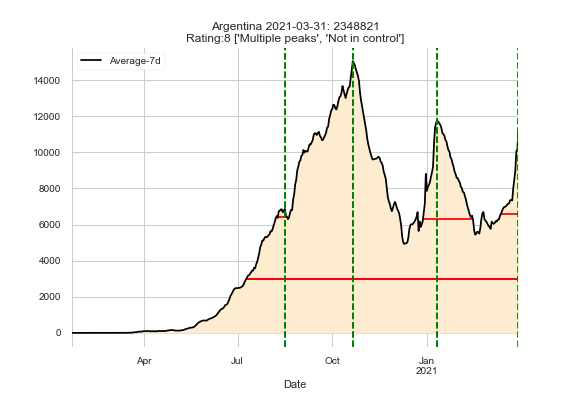 Argentina 2021-03-31: 2348821
Rating:8 ['Multiple peaks', 'Not in control']
Average-7d
14000
12000
10000
8000
6000
4000
2000
0
Apr
Jul
Oct
Jan
2021
Date